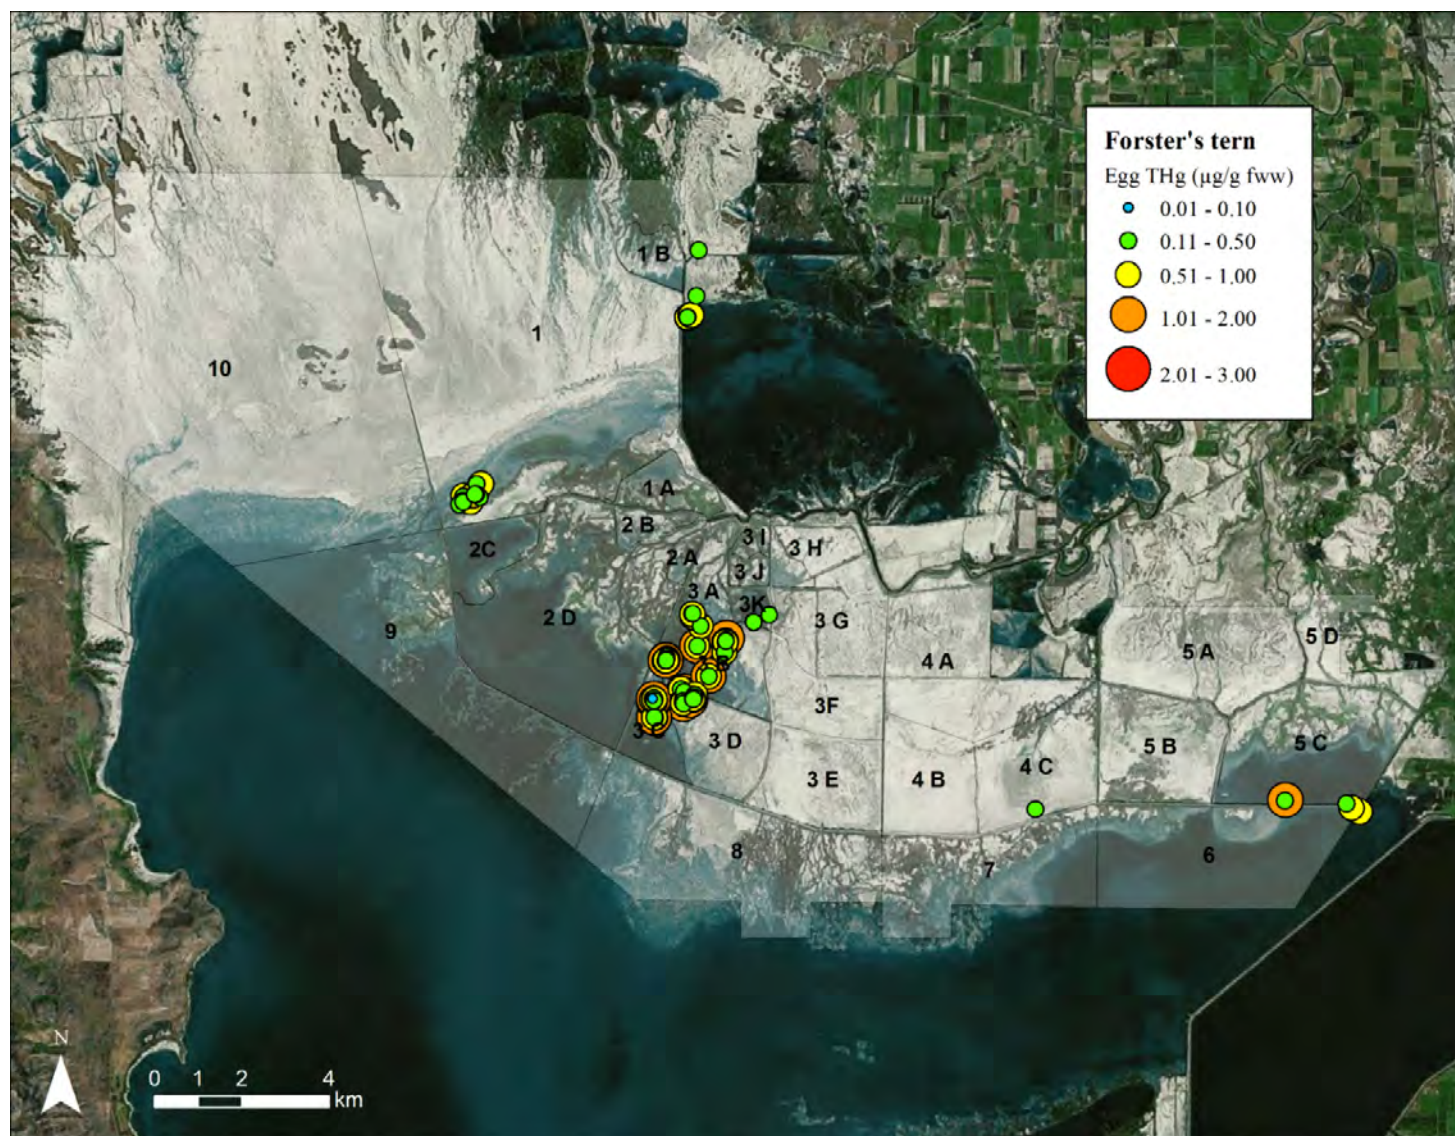 Forster's tern
Egg THg (µg/g fww)
0.01 - 0.10
0.11 - 0.50
0.51 - 1.00
1.01 - 2.00
2.01 - 3.00
1 B
1
10
1 A
2 B
2C
3 I
3 H
2 A
3 J
3 A
3K
2 D
9
3 G
4 A
5 A
5 D
3F
3 D
5 B
5 C
3 E
4 B
4 C
8
7
6
N
0 1 2 4
km